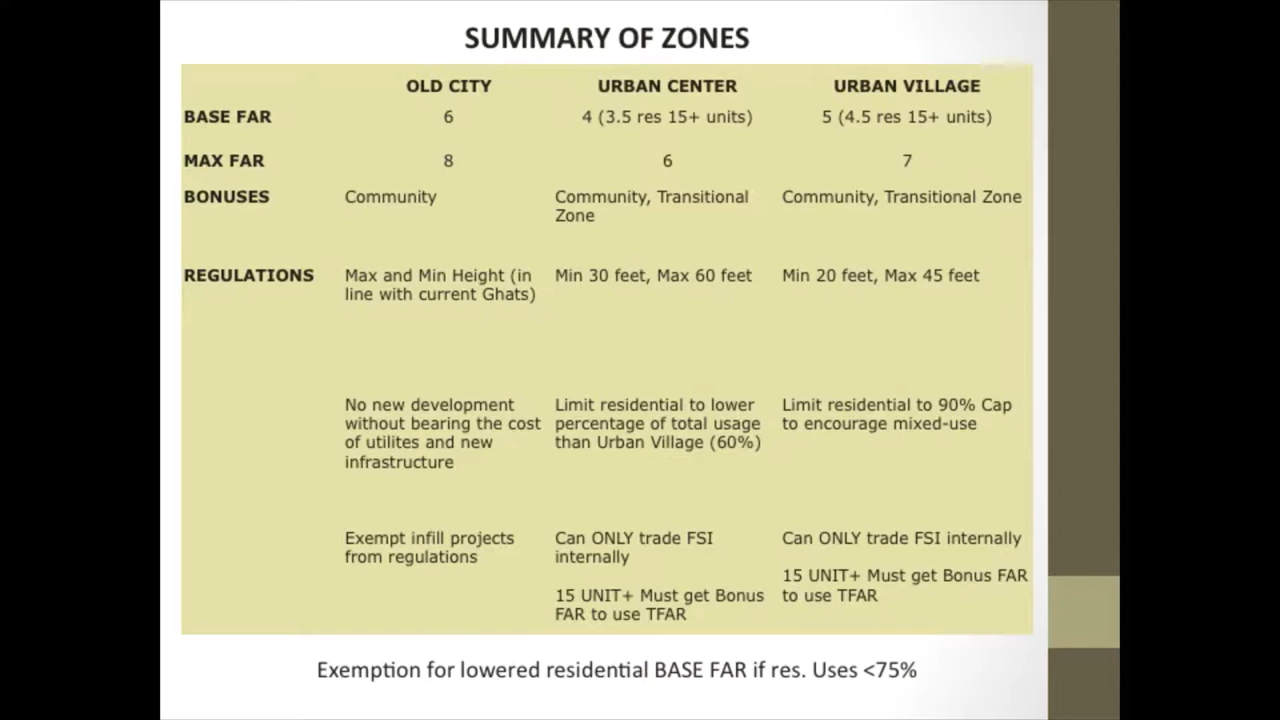 SUMMARY OF ZONES
OLD CITY URBAN CENTER URBAN VILLAGE
BASE FAR 6 4 (3.5 res 15+ units) 5 (4.5 res 15+ units)
MAX FAR 8 6 7
BONUSES Community Community, Transitional Community, Transitional Zone
Zone
REGULATIONS Max and Min Height (in Min 30 feet, Max 60 feet Min 20 feet, Max 45 feet
line with current Ghats)
No new development Limit residential to lower Limit residential to 90% Cap
without bearing the cost percentage of total usage to encourage mixed-use
of utilites and new than Urban Village (60%)
infrastructure
Exempt infill projects Can ONLY trade FSI Can ONLY trade FSI internally
from regulations internally
15 UNIT+ Must get Bonus FAR
15 UNIT+ Must get Bonus to use TFAR
FAR to use TFAR
Exemption for lowered residential BASE FAR if res. Uses <75%